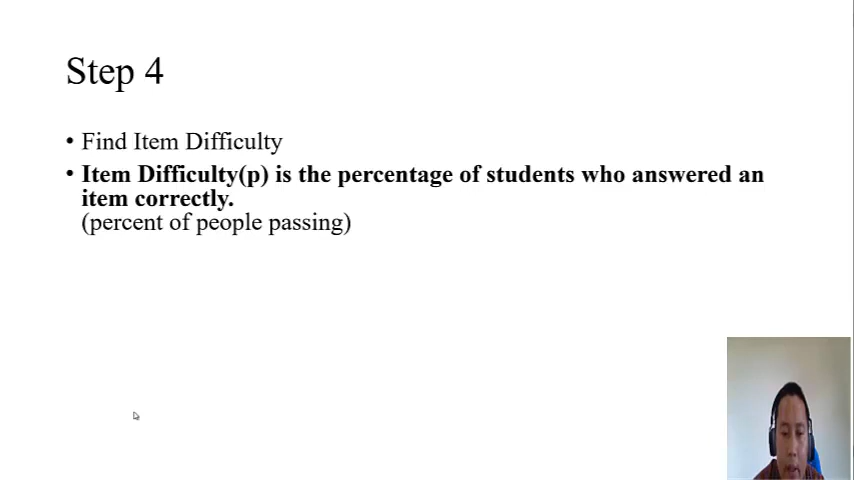 Step 4
• Find Item Difficulty
• Item Difficulty(p) is the percentage of students who answered an
item correctly.
(percent of people passing)